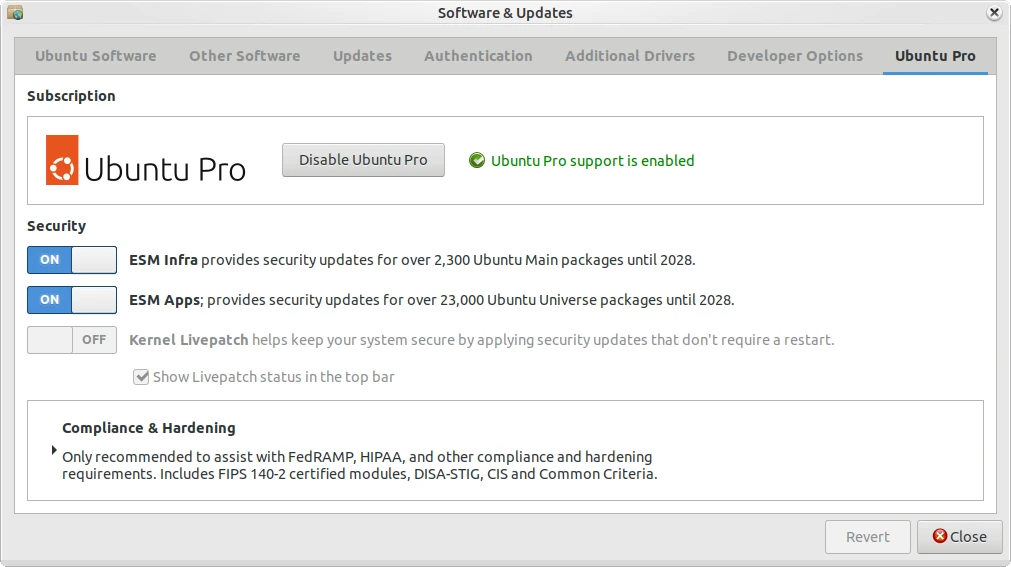 Software & Updates
Ubuntu Software Other Software Updates Authentication Additional Drivers Developer Options Ubuntu Pro
Subscription
Ubuntu Pro Disable Ubuntu Pro Ubuntu Pro support is enabled
Security
ON ESM Infra provides security updates for over 2,300 Ubuntu Main packages until 2028.
ON ESM Apps; provides security updates for over 23,000 Ubuntu Universe packages until 2028.
OFF Kernel Livepatch helps keep your system secure by applying security updates that don't require a restart.
Show Livepatch status in the top bar
Compliance & Hardening
Only recommended to assist with FedRAMP, HIPAA, and other compliance and hardening
requirements. Includes FIPS 140-2 certified modules, DISA-STIG, CIS and Common Criteria.
Revert Close